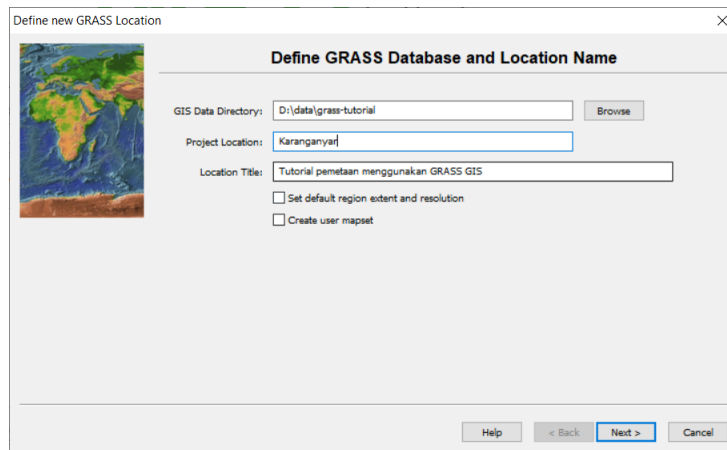 Define new GRASS Location
Define GRASS Database and Location Name
GIS Data Directory: D:\data\grass-tutorial Browse
Project Location: Karanganyar
Location Title: Tutorial pemetaan menggunakan GRASS GIS
Set default region extent and resolution
Create user mapset
Help < Back Next > Cancel